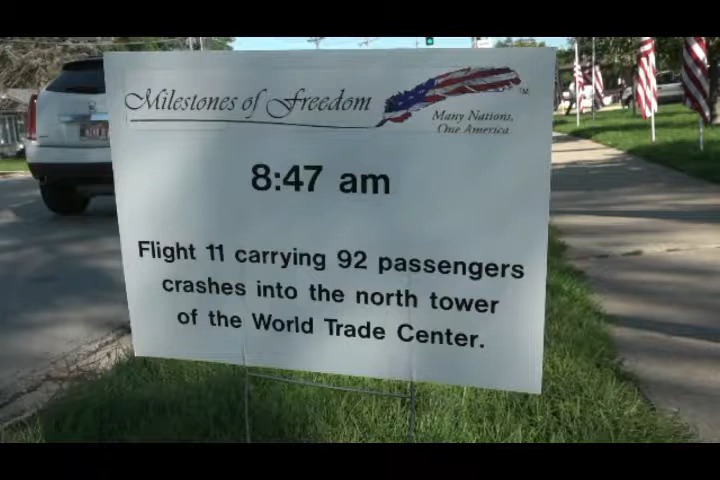 Milestones of Freedom ™
Many Nations,
One America
8:47 am
Flight 11 carrying 92 passengers
crashes into the north tower
of the World Trade Center.